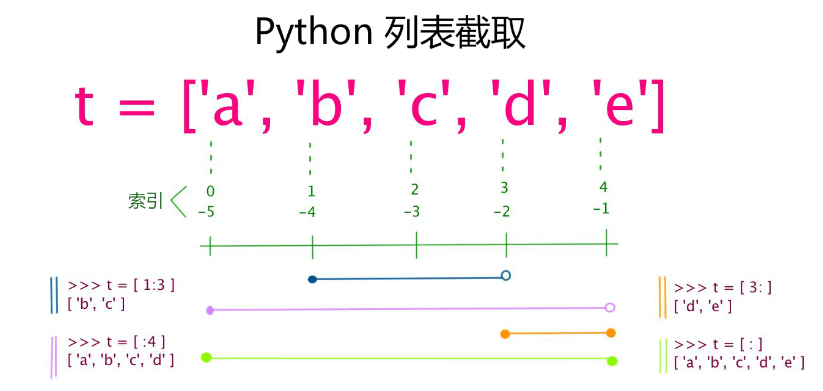 Python 列表截取
t = ['a', 'b', 'c', 'd', 'e']
索引
0 1 2 3 4
-5 -4 -3 -2 -1
>>> t = [ 1:3 ]
[ 'b', 'c' ]
>>> t = [ 3: ]
[ 'd', 'e' ]
>>> t = [ :4 ]
[ 'a', 'b', 'c', 'd' ]
>>> t = [ : ]
[ 'a', 'b', 'c', 'd', 'e' ]